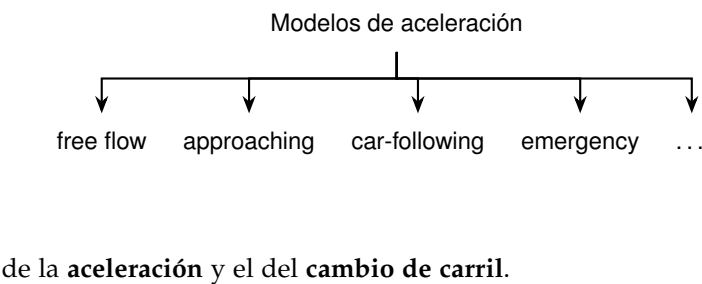 Modelos de aceleración
free flow approaching car-following emergency ...
de la aceleración y el del cambio de carril.